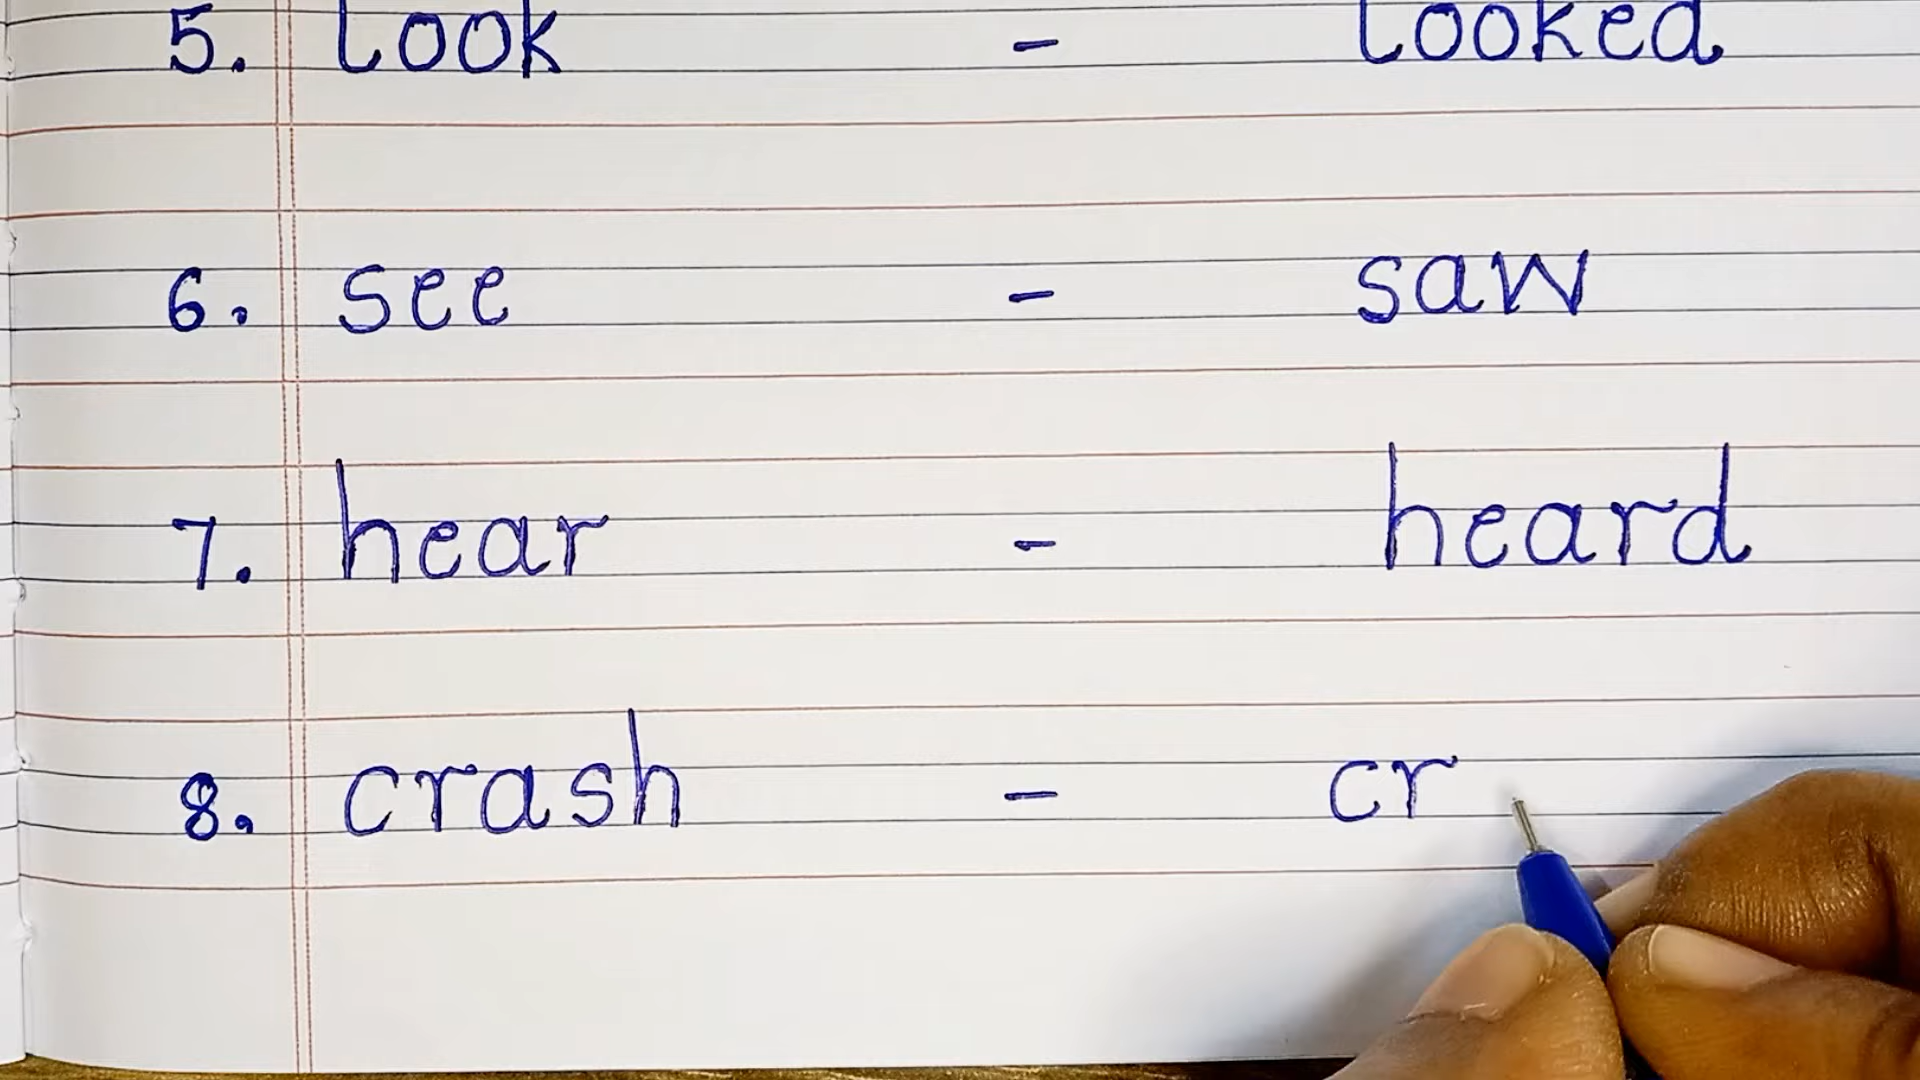 5. look - looked
6. see - saw
7. hear - heard
8. crash - cr